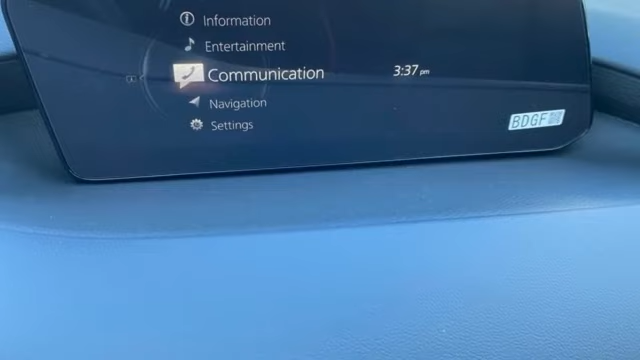 Information
Entertainment
Communication
3:37 pm
Navigation
BDGF
Settings